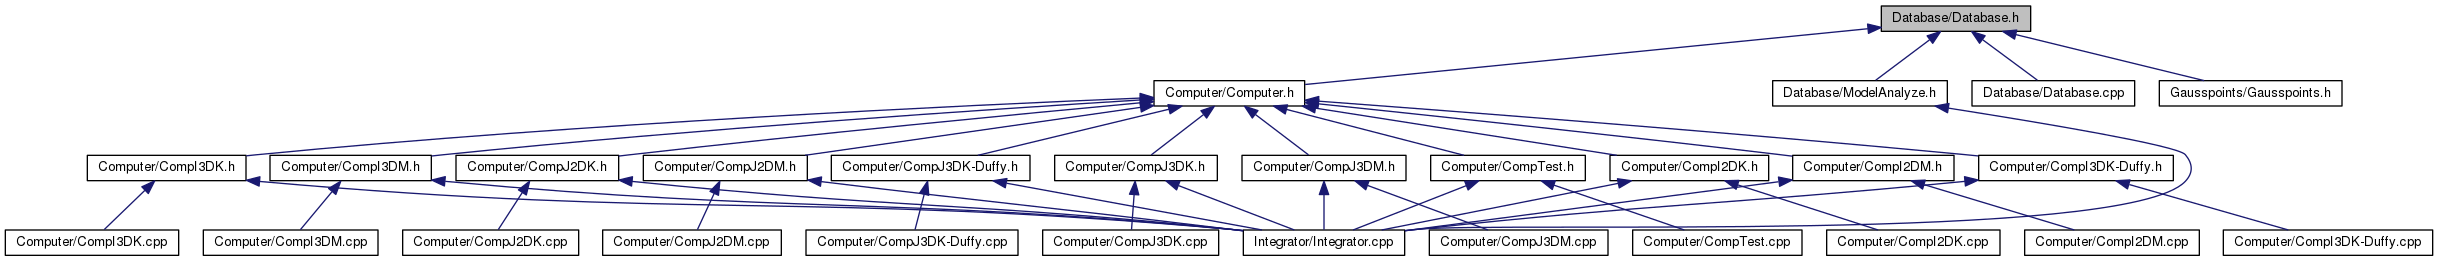 Database/Database.h
Computer/Computer.h
Database/ModelAnalyze.h
Database/Database.cpp
Gausspoints/Gausspoints.h
Computer/CompI3DK.h
Computer/CompI3DM.h
Computer/CompJ2DK.h
Computer/CompJ2DM.h
Computer/CompJ3DK-Duffy.h
Computer/CompJ3DK.h
Computer/CompJ3DM.h
Computer/CompTest.h
Computer/CompI2DK.h
Computer/CompI2DM.h
Computer/CompI3DK-Duffy.h
Computer/CompI3DK.cpp
Computer/CompI3DM.cpp
Computer/CompJ2DK.cpp
Computer/CompJ2DM.cpp
Computer/CompJ3DK-Duffy.cpp
Computer/CompJ3DK.cpp
Integrator/Integrator.cpp
Computer/CompJ3DM.cpp
Computer/CompTest.cpp
Computer/CompI2DK.cpp
Computer/CompI2DM.cpp
Computer/CompI3DK-Duffy.cpp